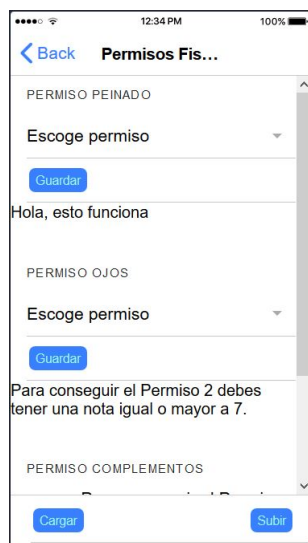 12:34 PM 100%
Back Permisos Fis...
PERMISO PEINADO
Escoge permiso
Guardar
Hola, esto funciona
PERMISO OJOS
Escoge permiso
Guardar
Para conseguir el Permiso 2 debes
tener una nota igual o mayor a 7.
PERMISO COMPLEMENTOS
Cargar Subir